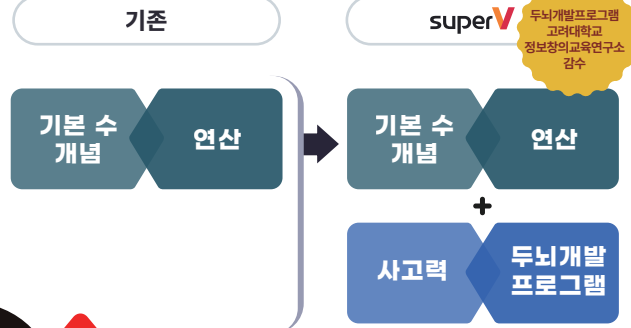 기존
superV
두뇌개발프로그램
고려대학교
정보창의교육연구소
감수
기본 수
개념
연산
기본 수
개념
연산
+
사고력
두뇌개발
프로그램